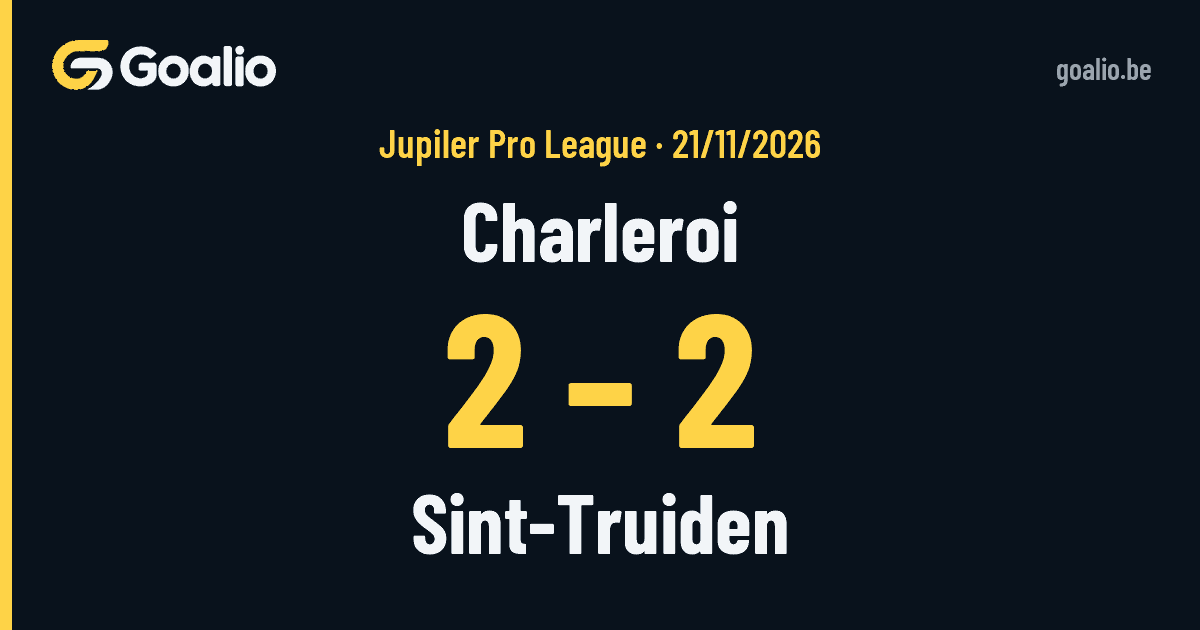 Goalio
goalio.be
Jupiler Pro League · 21/11/2026
Charleroi
2 – 2
Sint-Truiden